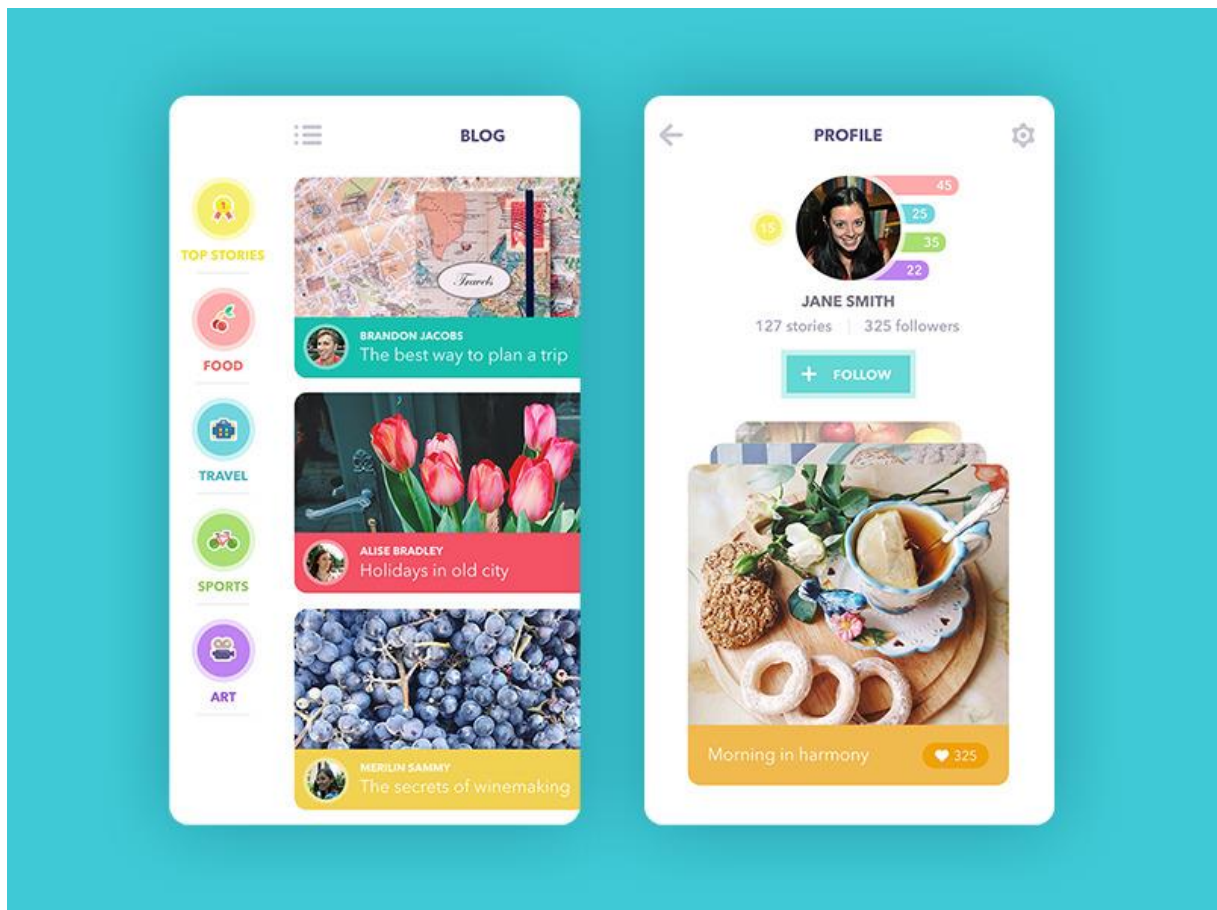 BLOG
1
TOP STORIES
FOOD
TRAVEL
SPORTS
ART
Travels
BRANDON JACOBS
The best way to plan a trip
ALISE BRADLEY
Holidays in old city
MERILIN SAMMY
The secrets of winemaking
PROFILE
45
25
15
35
22
JANE SMITH
127 stories | 325 followers
+ FOLLOW
Morning in harmony
325